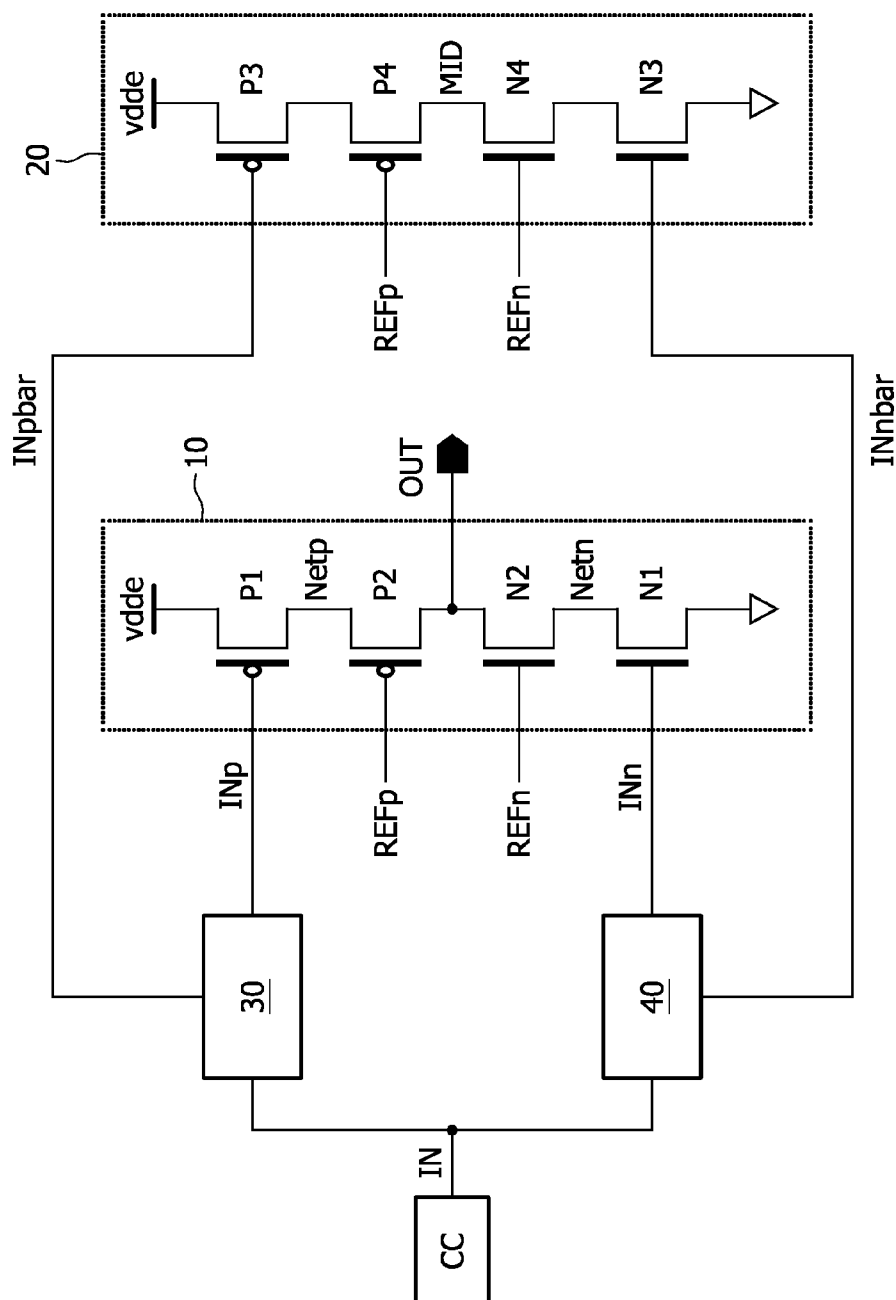 20
vdde
P3
P4
MID
N4
N3
REFp
REFn
INpbar
INnbar
10
OUT
vdde
P1
Netp
P2
N2
Netn
N1
INp
REFp
REFn
INn
30
40
IN
CC